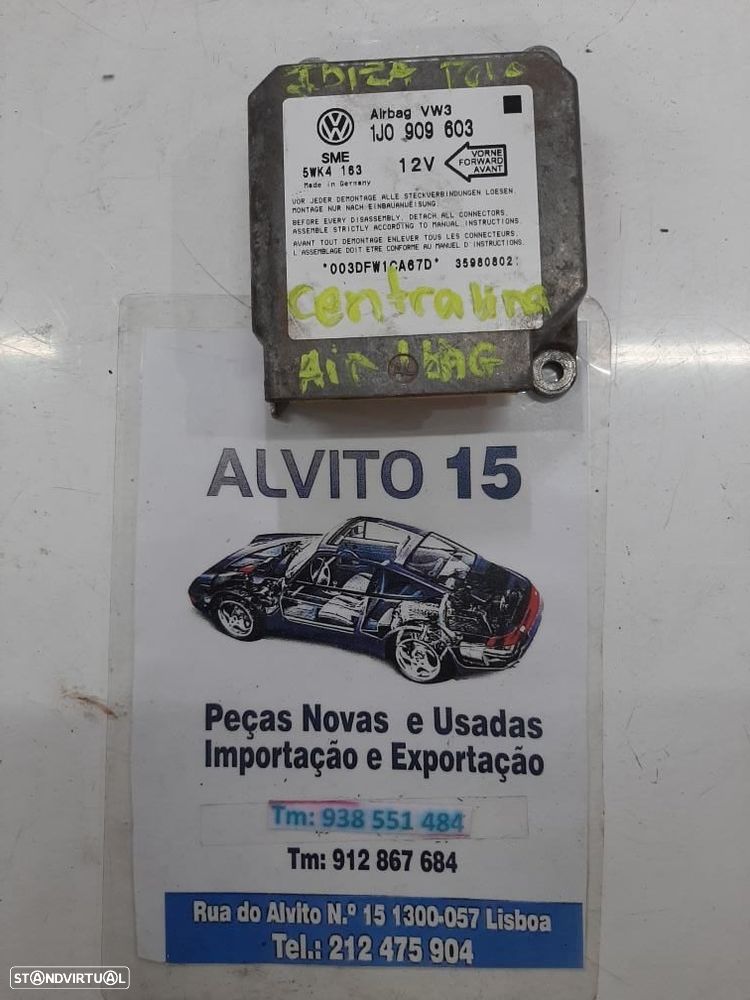 IBIZA POLO
Airbag VW3
1J0 909 603
SME
5WK4 163
Made in Germany
12V
VORNE
FORWARD
AVANT
VOR JEDER DEMONTAGE ALLE STECKVERBINDUNGEN LOESEN.
MONTAGE NUR NACH EINBAUANWEISUNG.
BEFORE EVERY DISASSEMBLY, DETACH ALL CONNECTORS.
ASSEMBLE STRICTLY ACCORDING TO MANUAL INSTRUCTIONS.
AVANT TOUT DEMONTAGE ENLEVER TOUS LES CONNECTEURS.
L'ASSEMBLAGE DOIT ETRE CONFORME AU MANUEL D'INSTRUCTIONS.
*003DFW1CA67D* 35980802
Centralina
Air bAG
ALVITO 15
Peças Novas e Usadas
Importação e Exportação
Tm: 938 551 484
Tm: 912 867 684
Rua do Alvito N.º 15 1300-057 Lisboa
Tel.: 212 475 904
STANDVIRTUAL